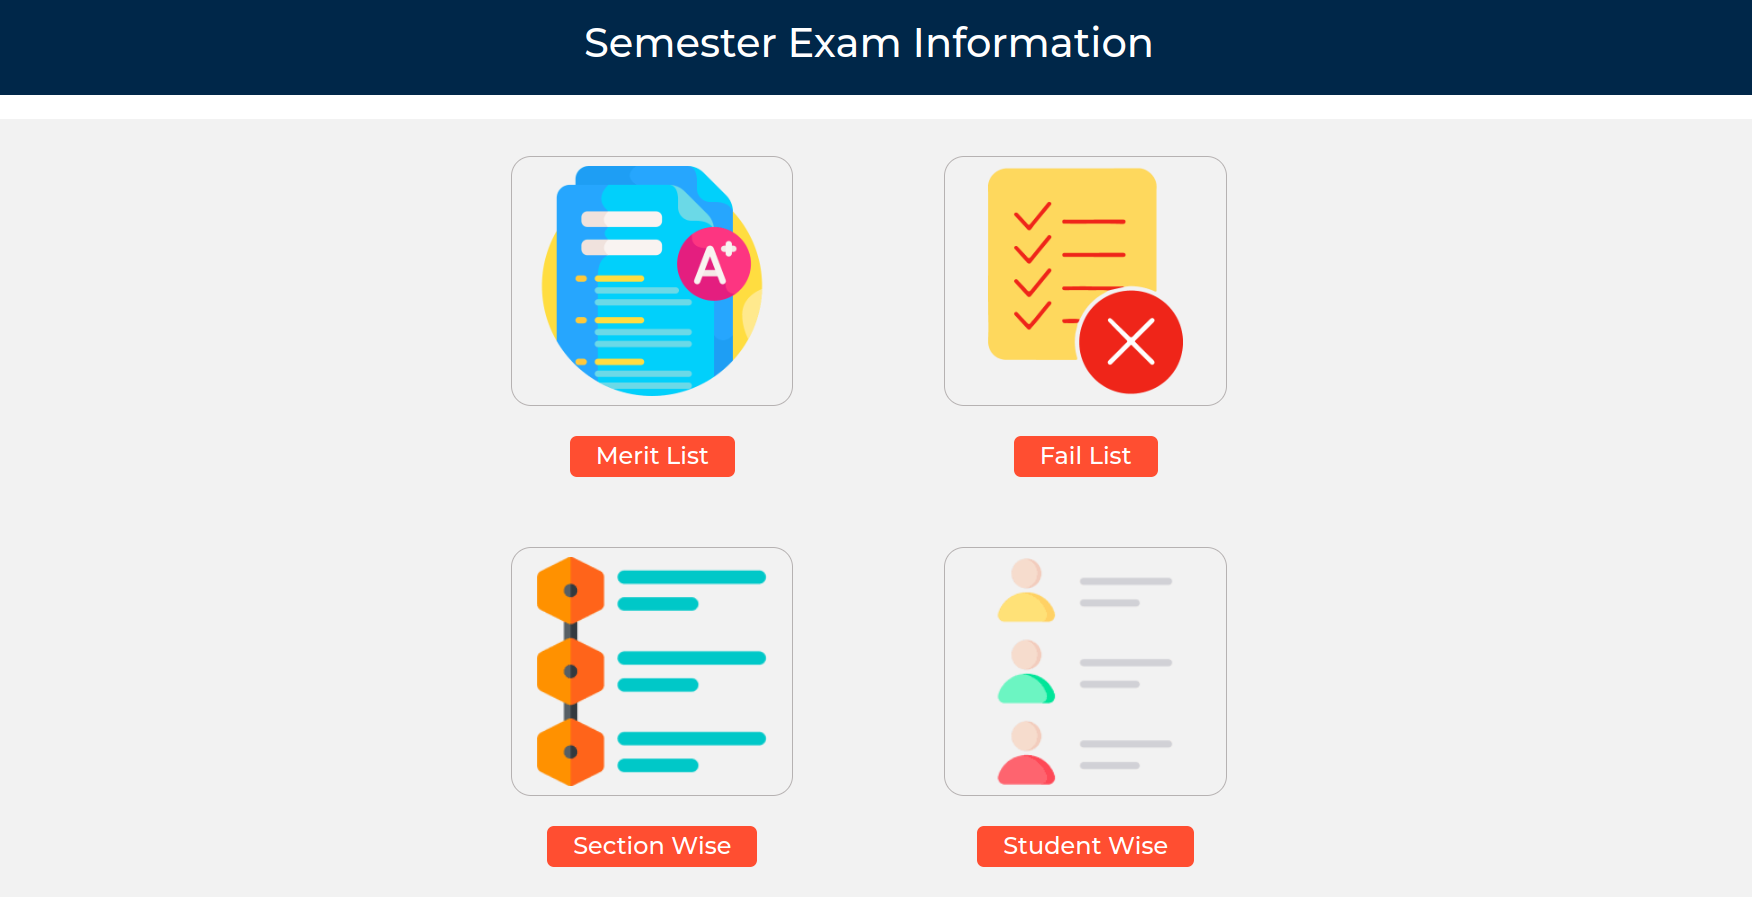 Semester Exam Information
A+
Merit List
Fail List
Section Wise
Student Wise